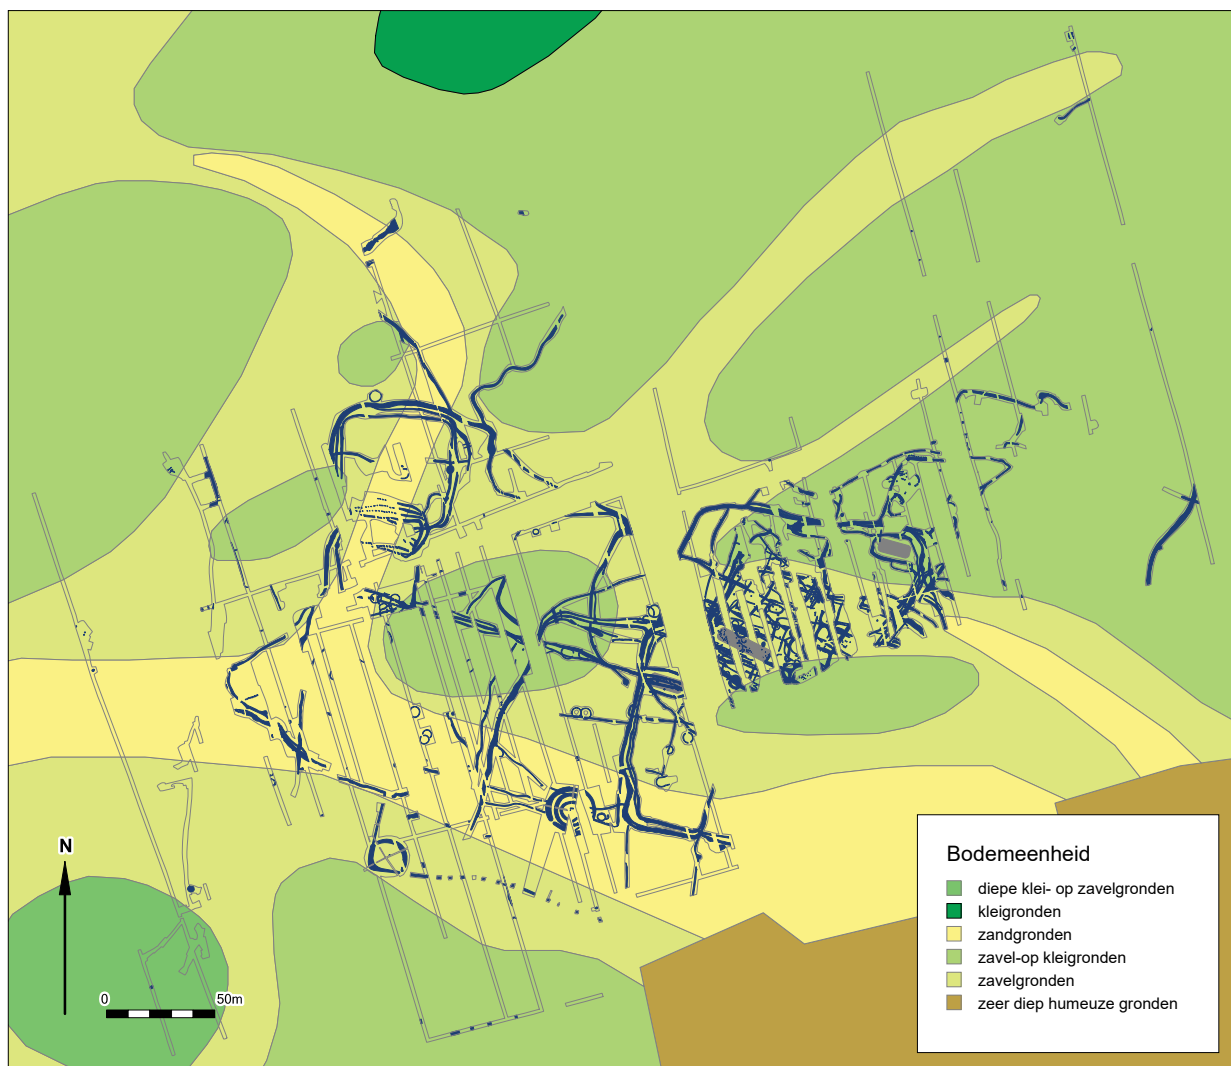 N
0 50m
Bodemeenheid
diepe klei- op zavelgronden
kleigronden
zandgronden
zavel-op kleigronden
zavelgronden
zeer diep humeuze gronden